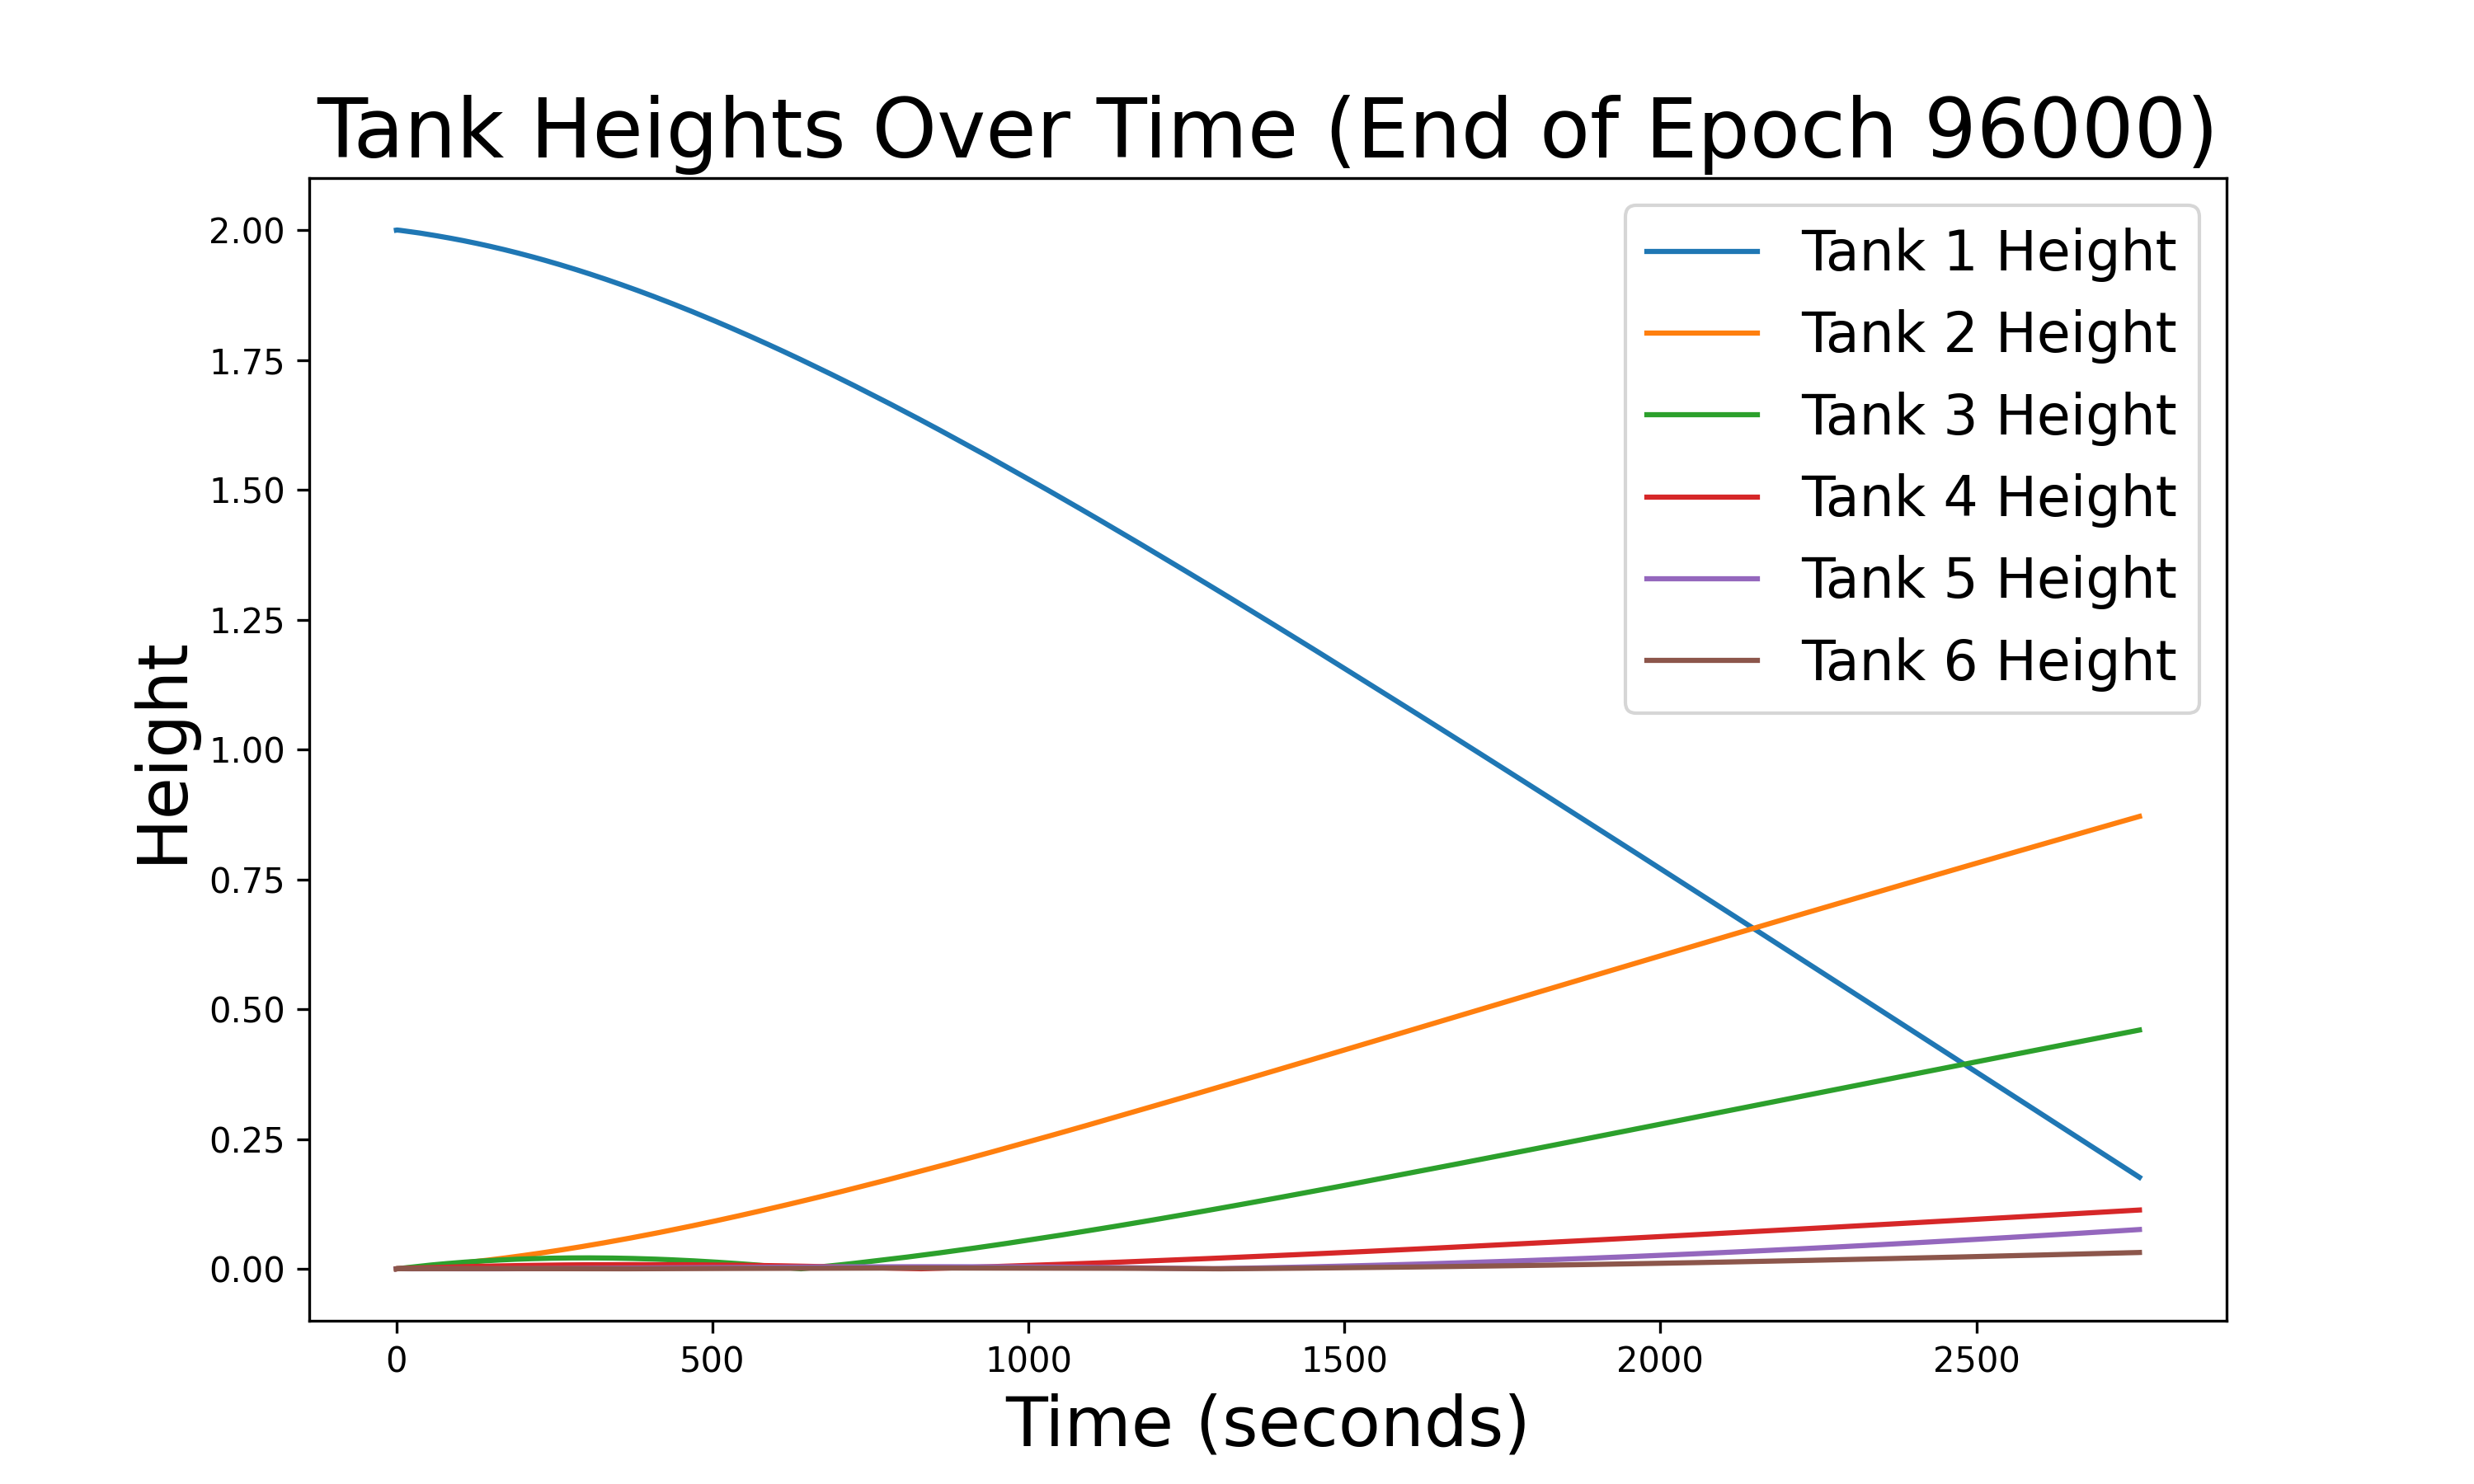 Tank Heights Over Time (End of Epoch 96000)
Tank 1 Height
Tank 2 Height
Tank 3 Height
Tank 4 Height
Tank 5 Height
Tank 6 Height
Height
2.00
1.75
1.50
1.25
1.00
0.75
0.50
0.25
0.00
0
500
1000
1500
2000
2500
Time (seconds)